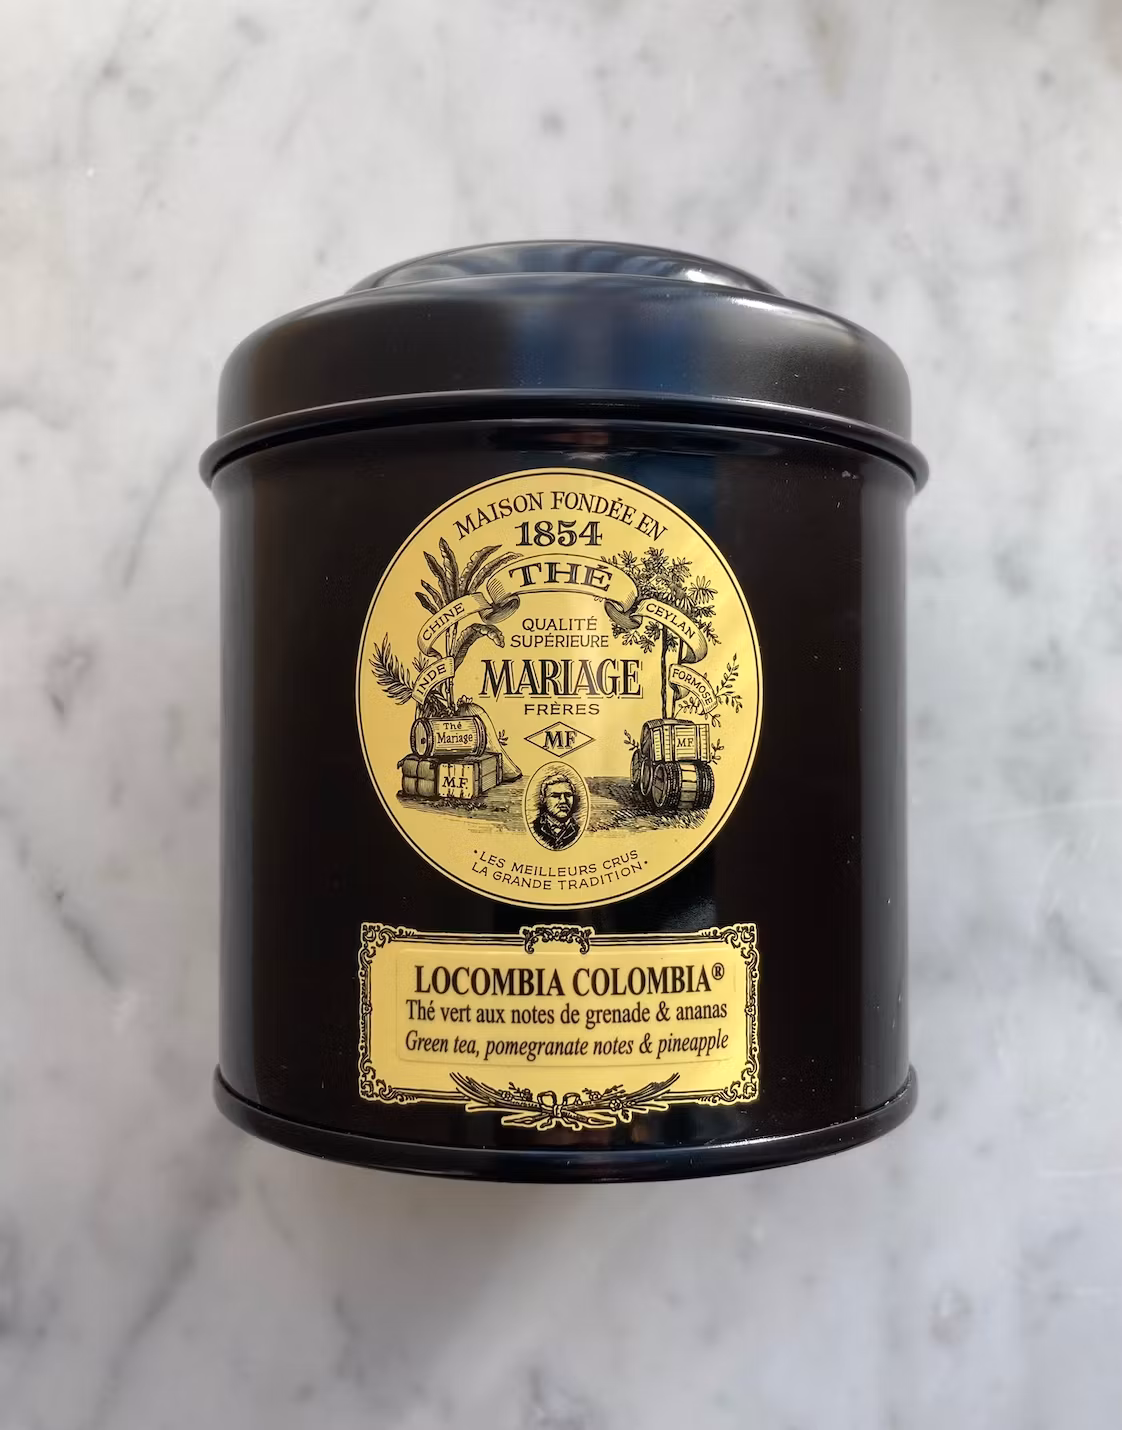 MAISON FONDÉE EN
1854
THÉ
CHINE
CEYLAN
INDE
FORMOSE
QUALITÉ
SUPÉRIEURE
MARIAGE
FRÈRES
MF
Thé
Mariage
M.F.
MF
·LES MEILLEURS CRUS
LA GRANDE TRADITION·
LOCOMBIA COLOMBIA®
Thé vert aux notes de grenade & ananas
Green tea, pomegranate notes & pineapple